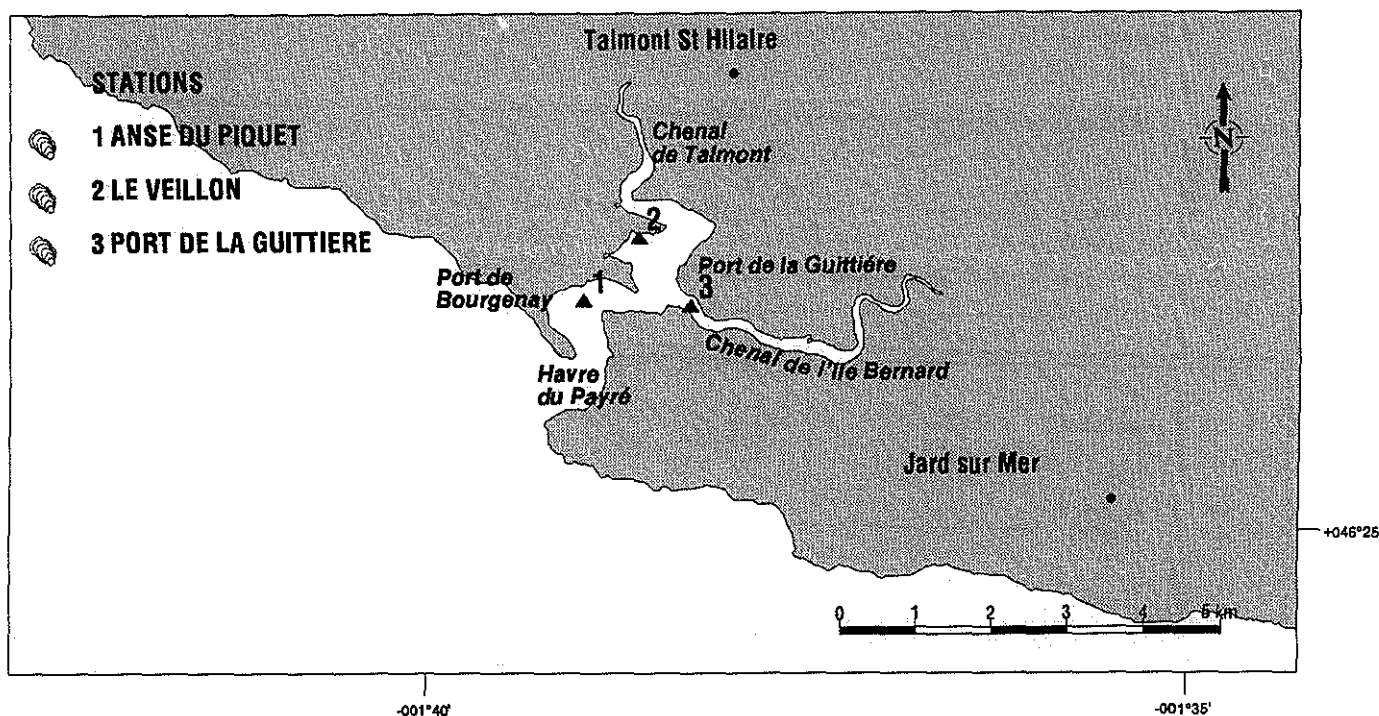 Talmont St Hilaire
STATIONS
1 ANSE DU PIQUET
2 LE VEILLON
3 PORT DE LA GUITTIERE
N
Chenal
de Talmont
2
Port de la Guittiére
Port de
Bourgenay
1
3
Chenal de l'Ile Bernard
Havre
du Payré
Jard sur Mer
+046°25
0 1 2 3 4 5 km
-001°40'
-001°35'